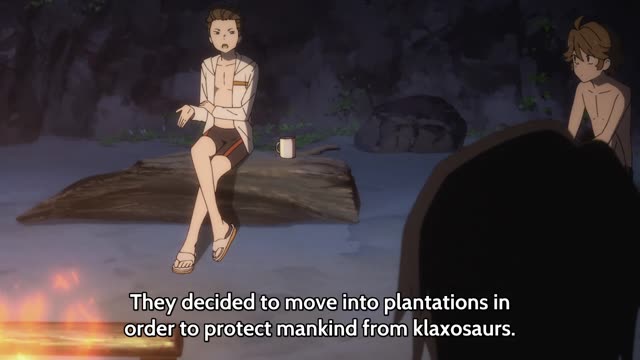 They decided to move into plantations in
order to protect mankind from klaxosaurs.